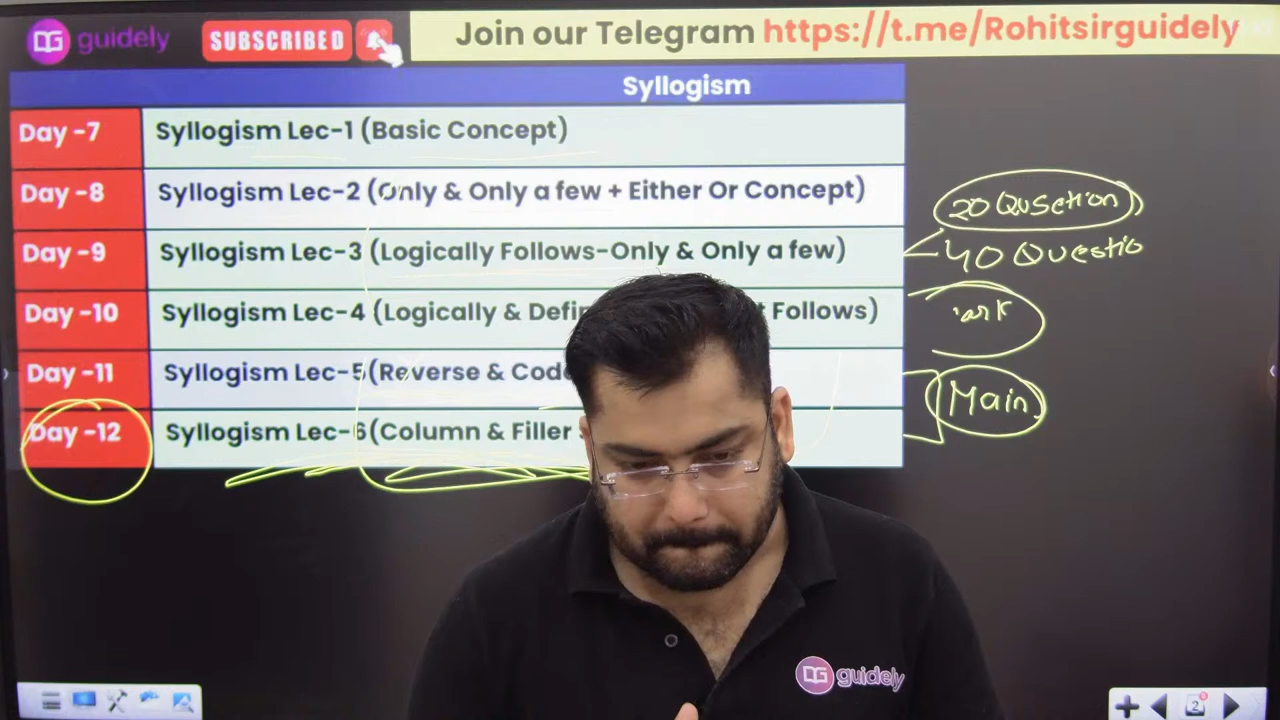 guidely
SUBSCRIBED
Join our Telegram https://t.me/Rohitsirguidely
Syllogism
Day -7 Syllogism Lec-1 (Basic Concept)
Day -8 Syllogism Lec-2 (Only & Only a few + Either Or Concept)
20 Qusetion
Day -9 Syllogism Lec-3 (Logically Follows-Only & Only a few)
40 Questio
Day -10 Syllogism Lec-4 (Logically & Follows)
Day -11 Syllogism Lec-5 (Reverse &
Main
Day -12 Syllogism Lec-6 (Column & Filler
DG guidely
2